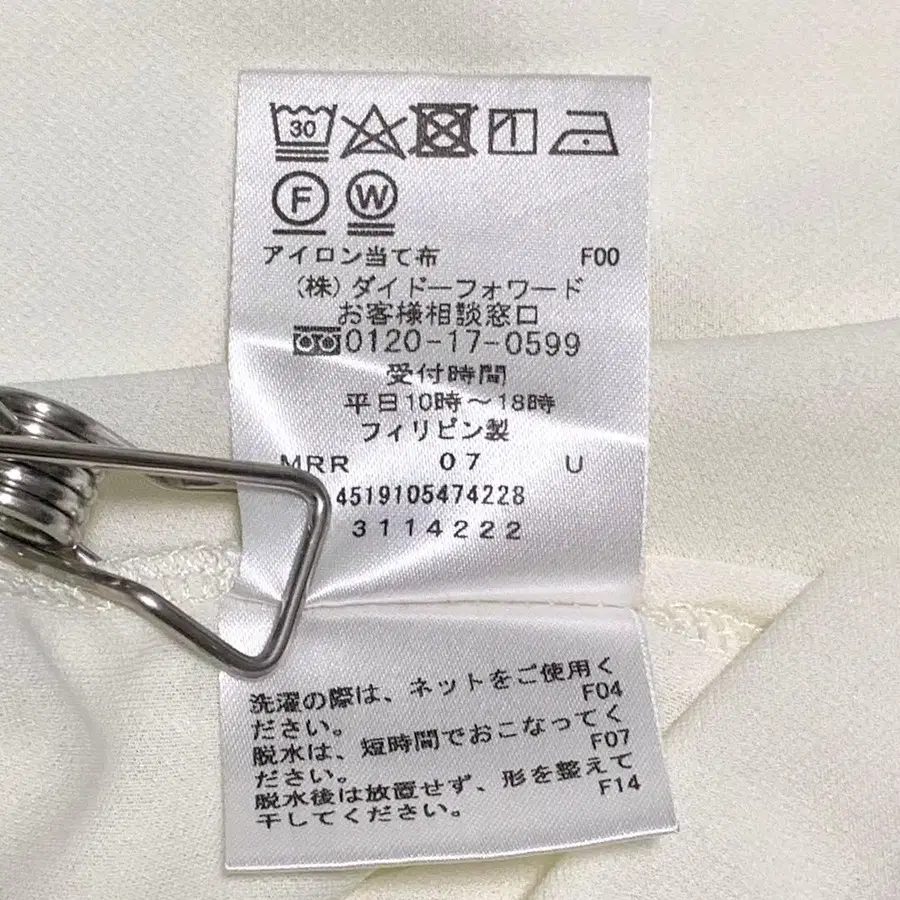 30
F W
アイロン当て布 F00
(株)ダイドーフォワード
お客様相談窓口
0120-17-0599
受付時間
平日10時～18時
フィリピン製
MRR 07 U
4519105474228
3114222
洗濯の際は、ネットをご使用く
ださい。 F04
脱水は、短時間でおこなってく
ださい。 F07
脱水後は放置せず、形を整えて
干してください。 F14